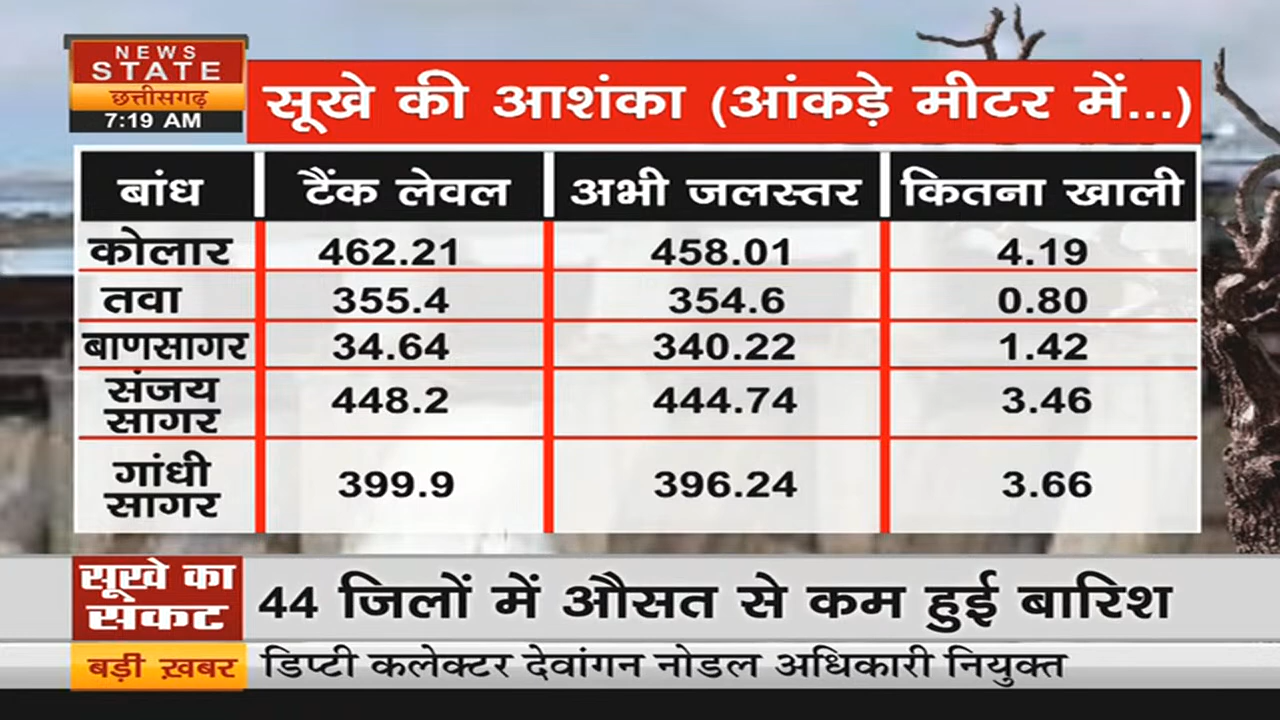 NEWS
STATE
छत्तीसगढ़
7:19 AM
सूखे की आशंका (आंकड़े मीटर में...)
बांध टैंक लेवल अभी जलस्तर कितना खाली
कोलार 462.21 458.01 4.19
तवा 355.4 354.6 0.80
बाणसागर 34.64 340.22 1.42
संजय
सागर 448.2 444.74 3.46
गांधी
सागर 399.9 396.24 3.66
सूखे का
संकट
44 जिलों में औसत से कम हुई बारिश
बड़ी ख़बर डिप्टी कलेक्टर देवांगन नोडल अधिकारी नियुक्त